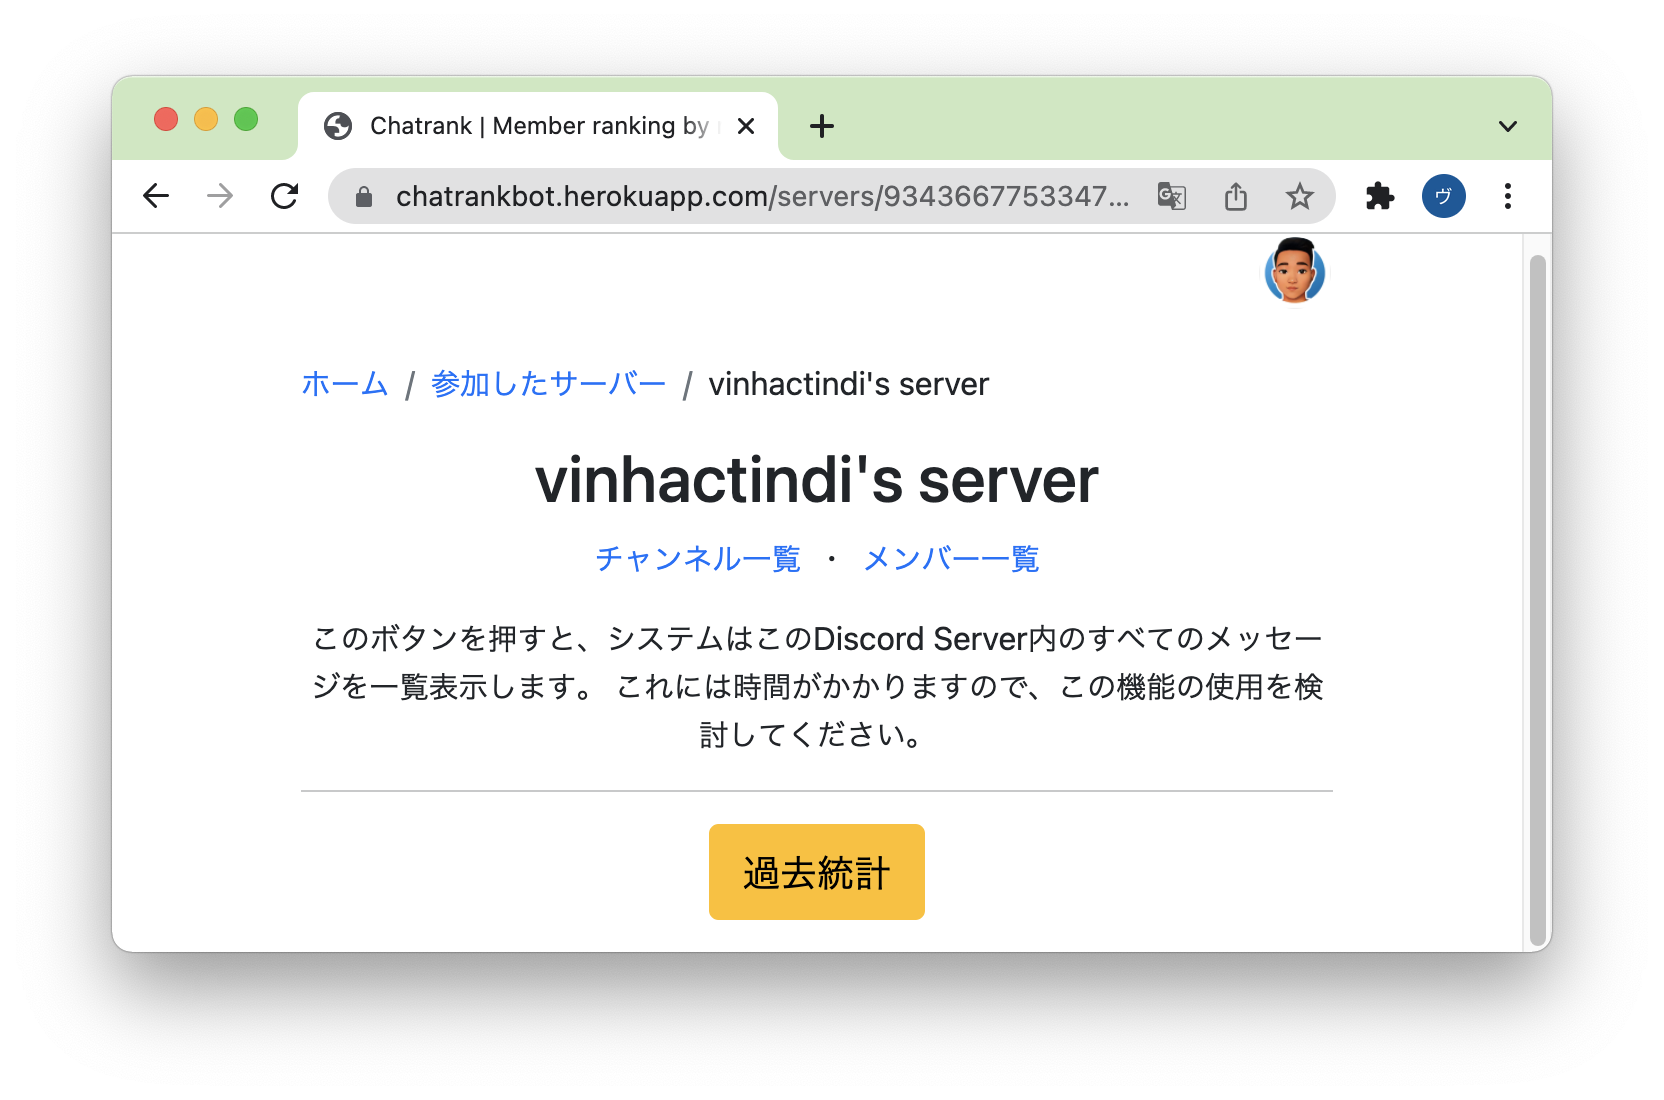 Chatrank | Member ranking by
chatrankbot.herokuapp.com/servers/9343667753347...
ヴ
ホーム / 参加したサーバー / vinhactindi's server
vinhactindi's server
チャンネル一覧 ・ メンバー一覧
このボタンを押すと、システムはこのDiscord Server内のすべてのメッセー
ジを一覧表示します。 これには時間がかかりますので、この機能の使用を検
討してください。
過去統計